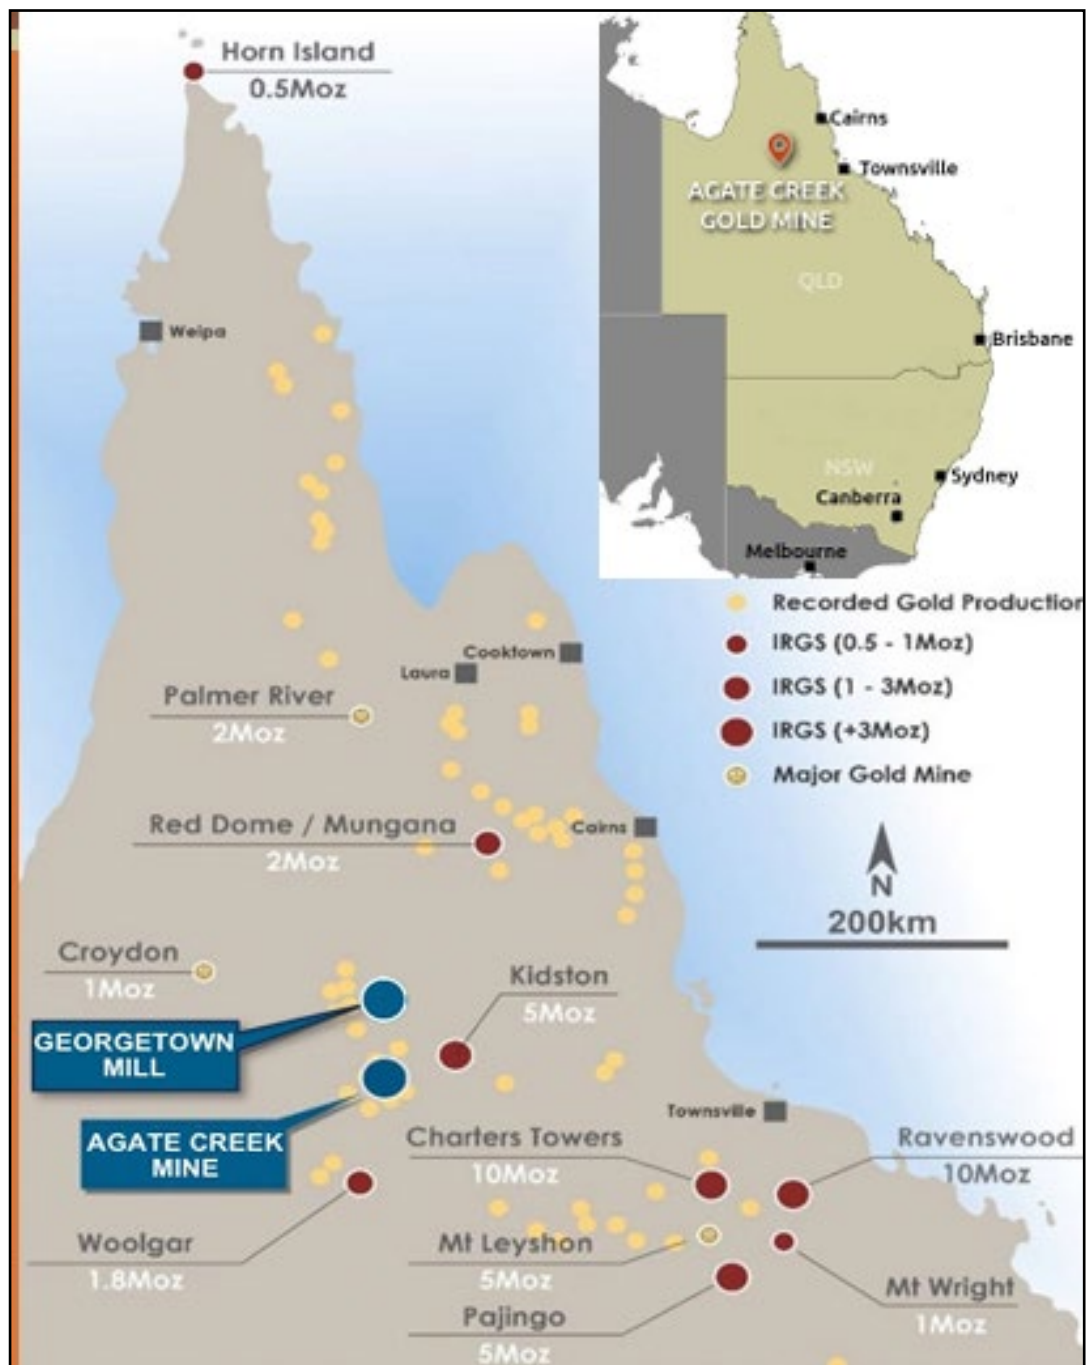 Horn Island
0.5Moz
Cairns
Townsville
AGATE CREEK
GOLD MINE
QLD
Brisbane
NSW
Sydney
Canberra
Melbourne
Weipa
Recorded Gold Production
IRGS (0.5 - 1Moz)
IRGS (1 - 3Moz)
IRGS (+3Moz)
Major Gold Mine
Cooktown
Laura
Palmer River
2Moz
Red Dome / Mungana
2Moz
Cairns
N
200km
Croydon
1Moz
Kidston
5Moz
GEORGETOWN
MILL
AGATE CREEK
MINE
Townsville
Charters Towers
10Moz
Ravenswood
10Moz
Woolgar
1.8Moz
Mt Leyshon
5Moz
Mt Wright
1Moz
Pajingo
5Moz